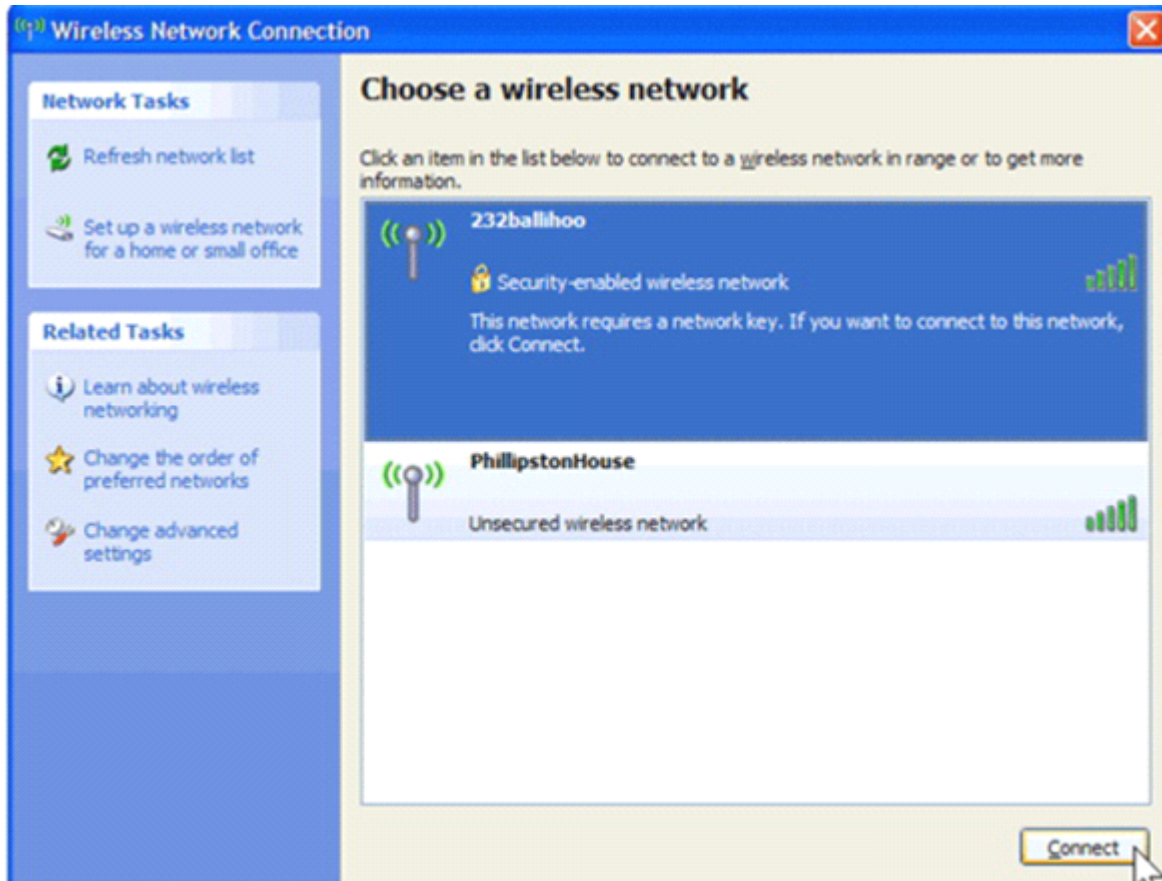 Wireless Network Connection
Network Tasks
Refresh network list
Set up a wireless network
for a home or small office
Related Tasks
Learn about wireless
networking
Change the order of
preferred networks
Change advanced
settings
Choose a wireless network
Click an item in the list below to connect to a wireless network in range or to get more
information.
232ballihoo
Security-enabled wireless network
This network requires a network key. If you want to connect to this network,
click Connect.
PhillipstonHouse
Unsecured wireless network
Connect